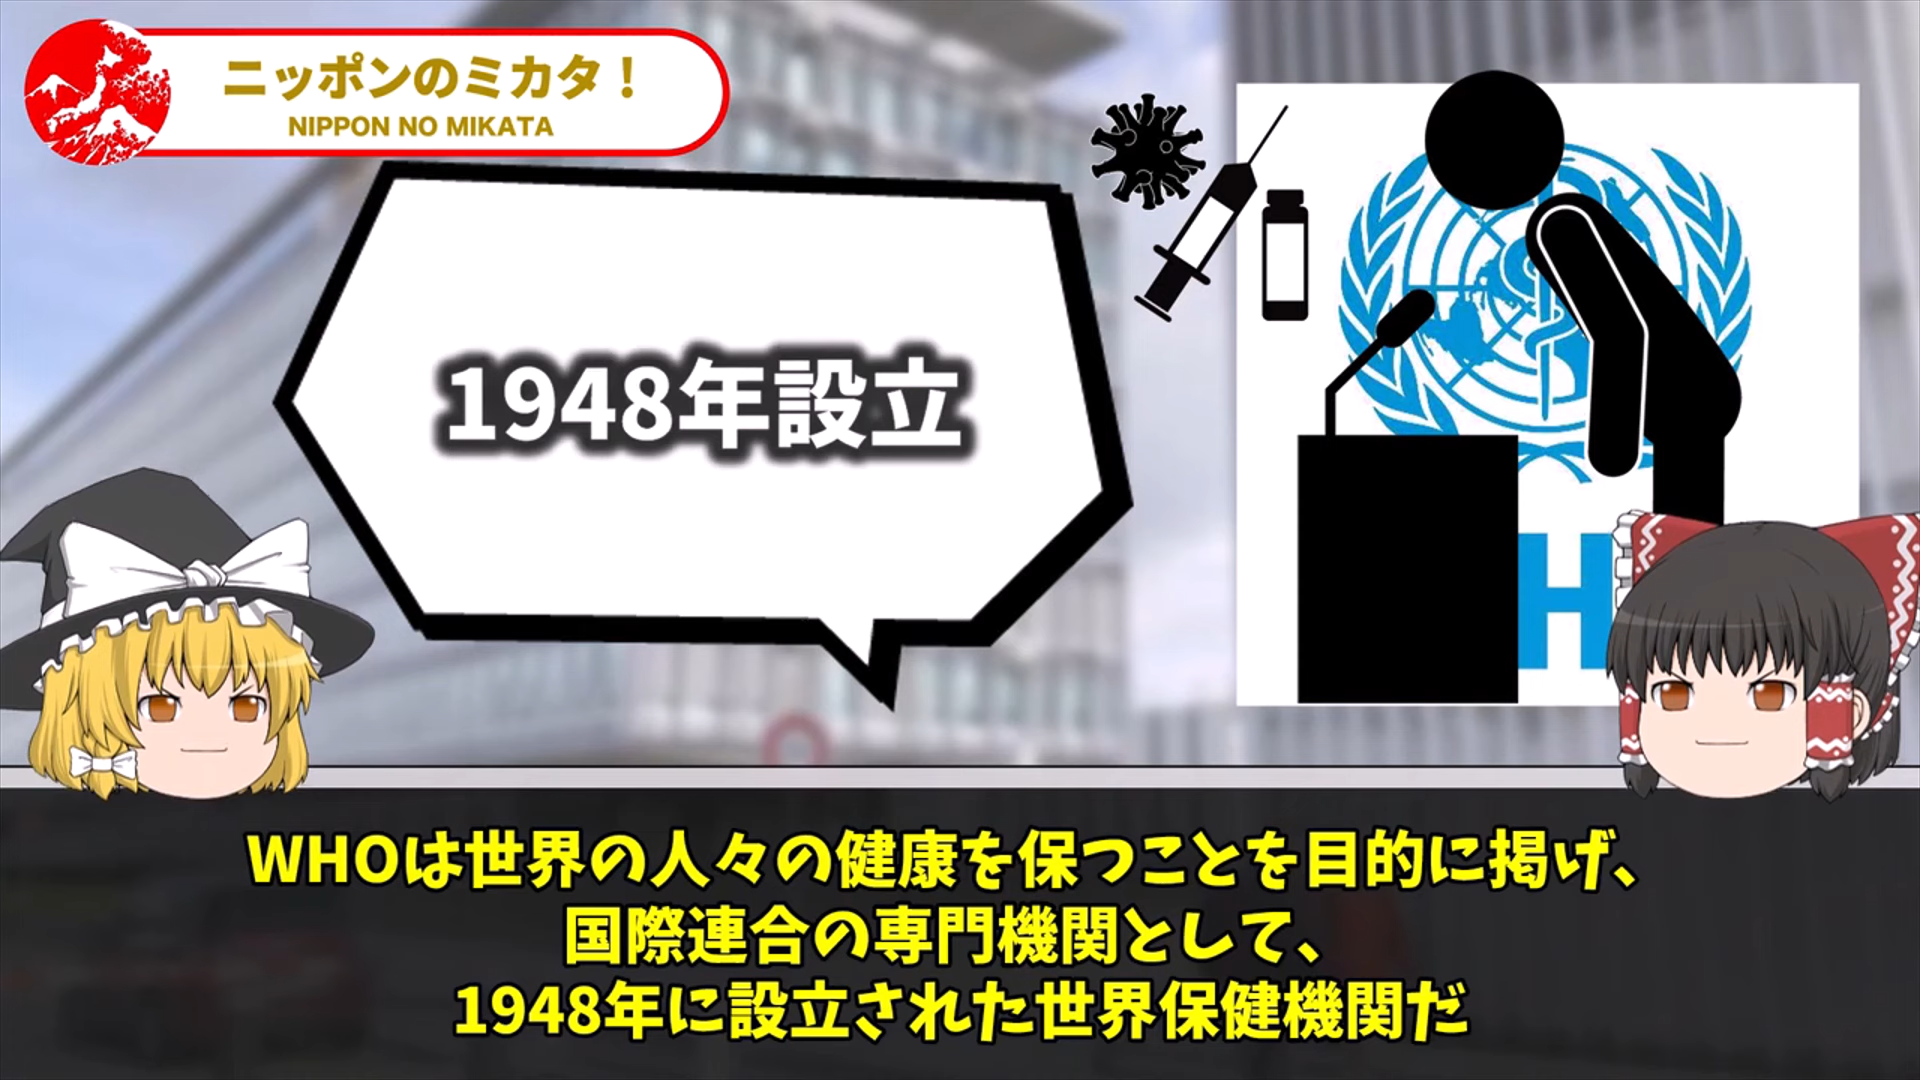 ニッポンのミカタ！
NIPPON NO MIKATA
1948年設立
H
WHOは世界の人々の健康を保つことを目的に掲げ、
国際連合の専門機関として、
1948年に設立された世界保健機関だ